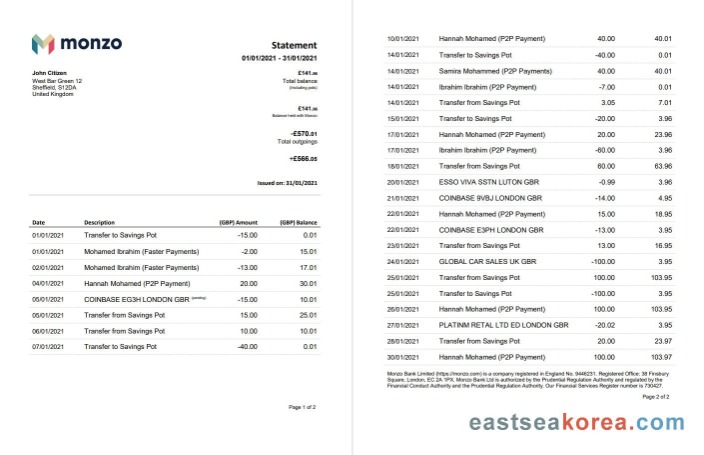 monzo
Statement
01/01/2021 - 31/01/2021
John Citizen
West Bar Green 12
Sheffield, S12DA
United Kingdom
£141.
Total balance
(Including pots)
£141.
Balance held with Monzo
-£570.01
Total outgoings
+£566.05
Issued on: 31/01/2021
Date Description (GBP) Amount (GBP) Balance
01/01/2021 Transfer to Savings Pot -15.00 0.01
01/01/2021 Mohamed Ibrahim (Faster Payments) -2.00 15.01
02/01/2021 Mohamed Ibrahim (Faster Payments) -13.00 17.01
04/01/2021 Hannah Mohamed (P2P Payment) 20.00 30.01
05/01/2021 COINBASE EG3H LONDON GBR (pending) -15.00 10.01
05/01/2021 Transfer from Savings Pot 15.00 25.01
06/01/2021 Transfer from Savings Pot 10.00 10.01
07/01/2021 Transfer to Savings Pot -40.00 0.01
Page 1 of 2
10/01/2021 Hannah Mohamed (P2P Payment) 40.00 40.01
14/01/2021 Transfer to Savings Pot -40.00 0.01
14/01/2021 Samira Mohammed (P2P Payments) 40.00 40.01
14/01/2021 Ibrahim Ibrahim (P2P Payment) -7.00 0.01
14/01/2021 Transfer from Savings Pot 3.05 7.01
15/01/2021 Transfer to Savings Pot -20.00 3.96
17/01/2021 Hannah Mohamed (P2P Payment) 20.00 23.96
17/01/2021 Ibrahim Ibrahim (P2P Payment) -60.00 3.96
18/01/2021 Transfer from Savings Pot 60.00 63.96
20/01/2021 ESSO VIVA SSTN LUTON GBR -0.99 3.96
21/01/2021 COINBASE 9VBJ LONDON GBR -14.00 4.95
22/01/2021 Hannah Mohamed (P2P Payment) 15.00 18.95
22/01/2021 COINBASE E3PH LONDON GBR -13.00 3.95
23/01/2021 Transfer from Savings Pot 13.00 16.95
24/01/2021 GLOBAL CAR SALES UK GBR -100.00 3.95
25/01/2021 Transfer from Savings Pot 100.00 103.95
25/01/2021 Transfer to Savings Pot -100.00 3.95
26/01/2021 Hannah Mohamed (P2P Payment) 100.00 103.95
27/01/2021 PLATINM RETAL LTD ED LONDON GBR -20.02 3.95
28/01/2021 Transfer from Savings Pot 20.00 23.97
30/01/2021 Hannah Mohamed (P2P Payment) 100.00 103.97
Monzo Bank Limited (https://monzo.com) is a company registered in England No. 9446231. Registered Office: 38 Finsbury
Square, London, EC 2A 1PX. Monzo Bank Ltd is authorized by the Prudential Regulation Authority and regulated by the
Financial Conduct Authority and the Prudential Regulation Authority. Our Financial Services Register number is 730427.
Page 2 of 2
eastseakorea.com